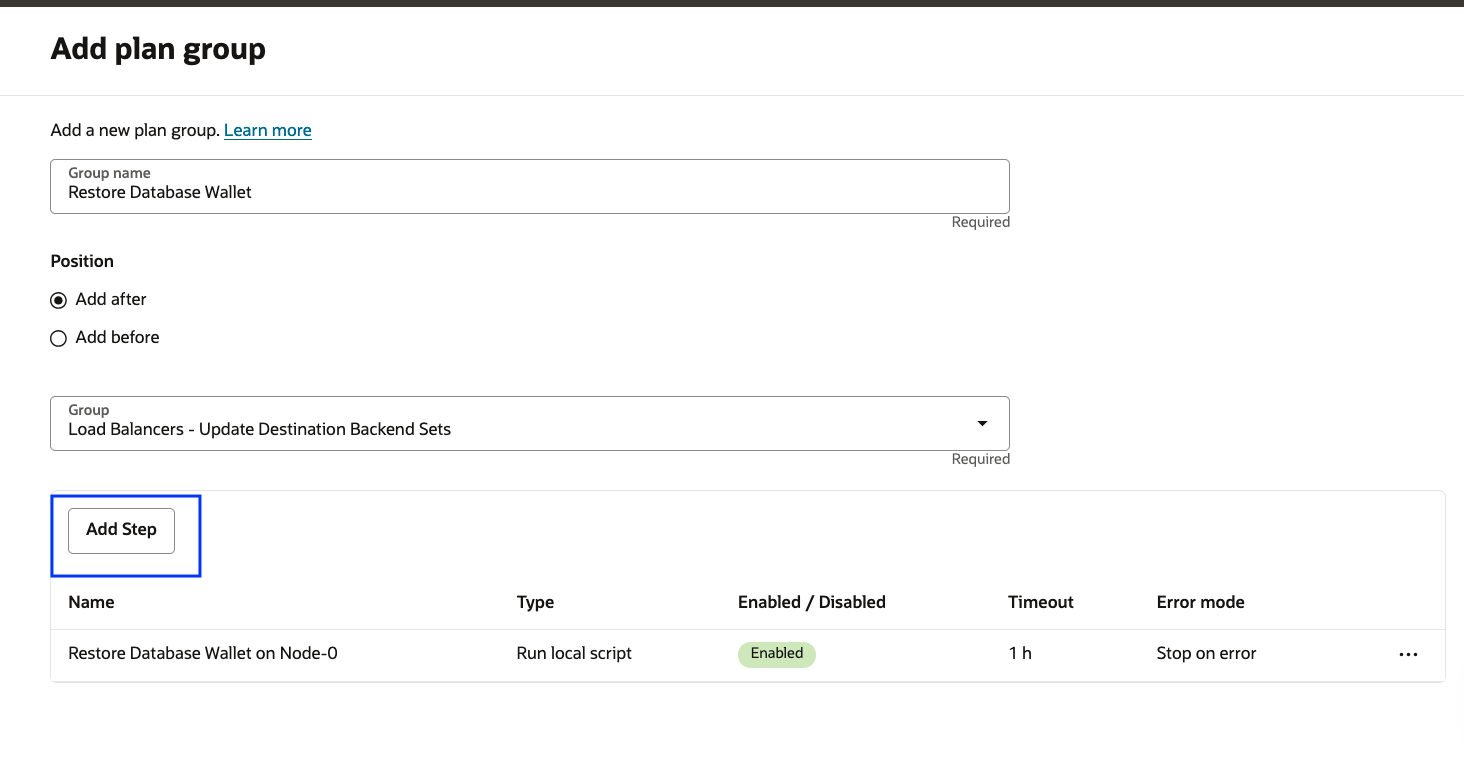 Add plan group
Add a new plan group. Learn more
Group name
Restore Database Wallet
Required
Position
Add after
Add before
Group
Load Balancers - Update Destination Backend Sets
Required
Add Step
Name Type Enabled / Disabled Timeout Error mode
Restore Database Wallet on Node-0 Run local script Enabled 1 h Stop on error